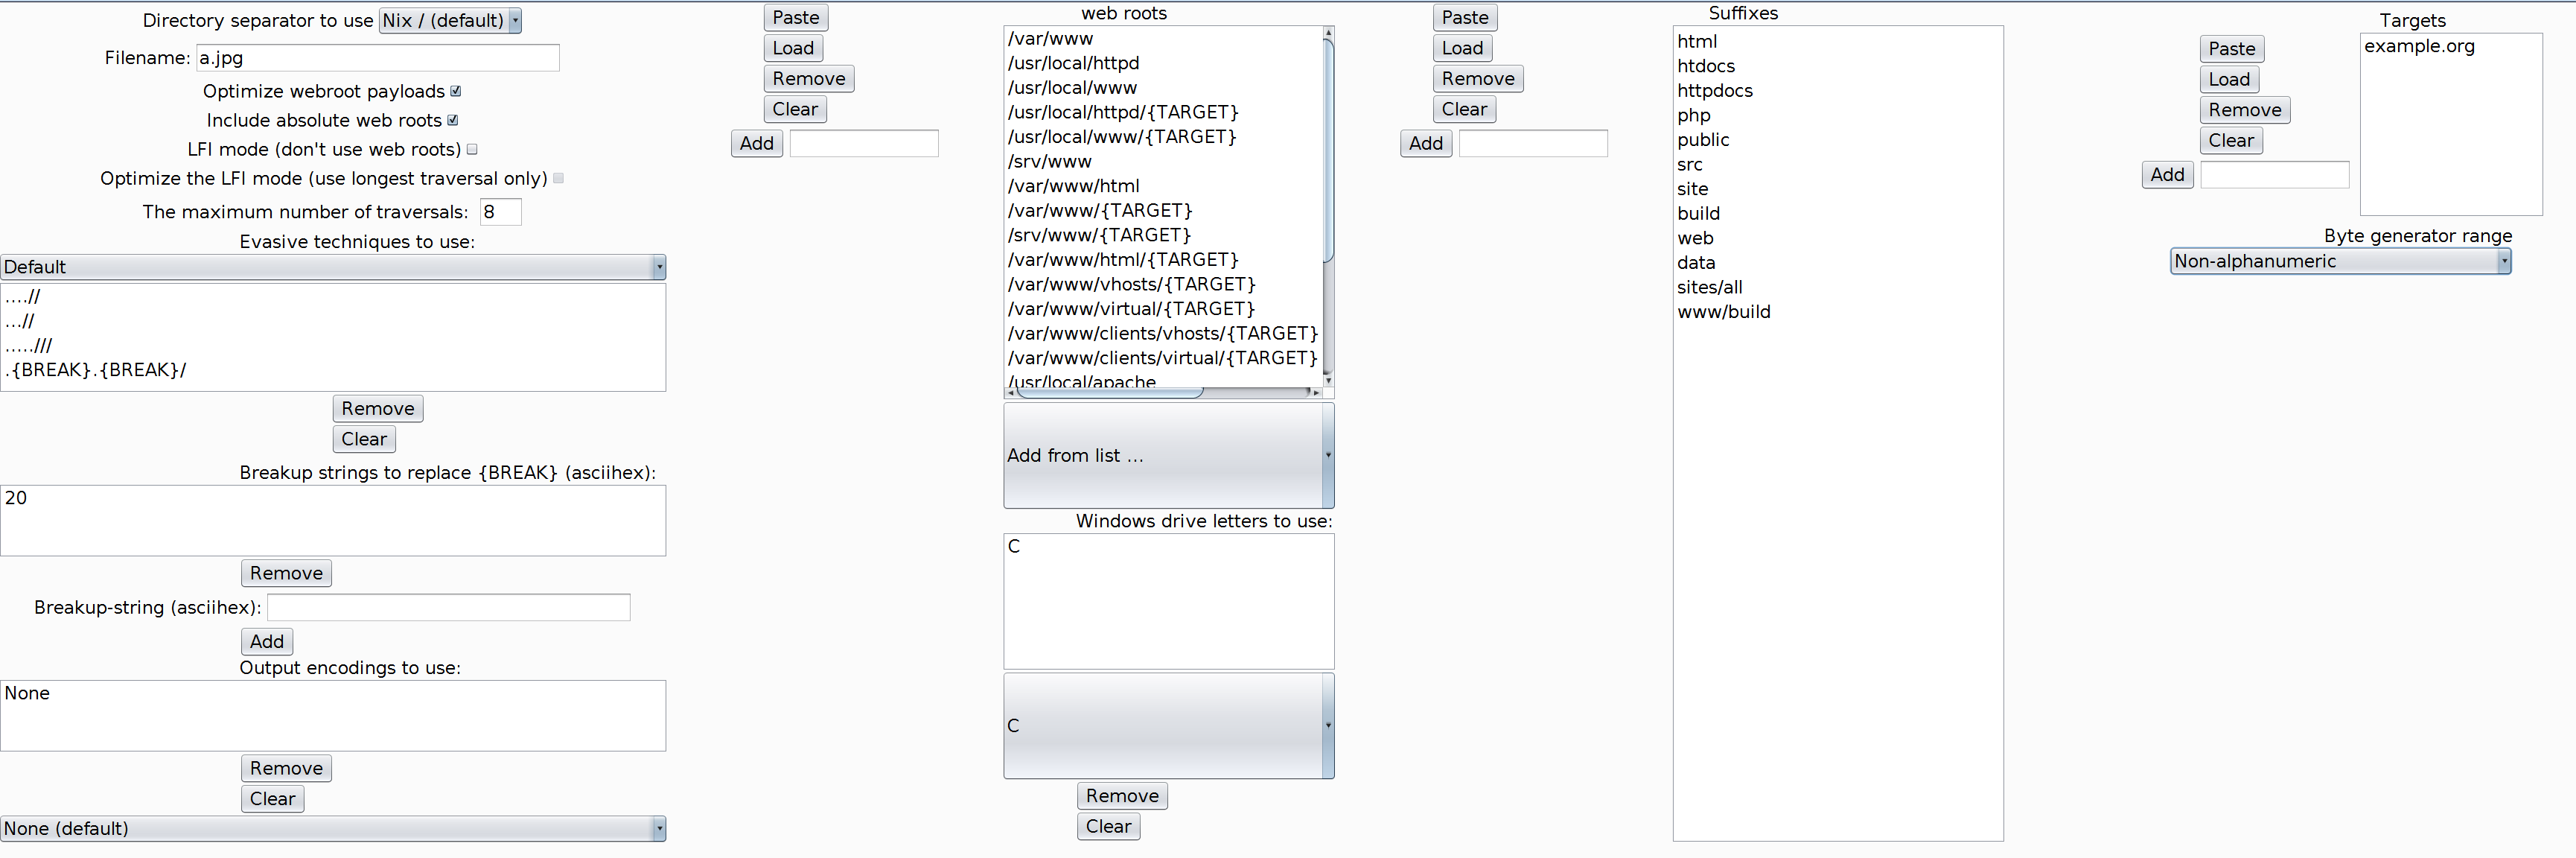 Directory separator to use Nix / (default)
Filename: a.jpg
Optimize webroot payloads
Include absolute web roots
LFI mode (don't use web roots)
Optimize the LFI mode (use longest traversal only)
The maximum number of traversals: 8
Evasive techniques to use:
Default
....//
...//
.....///
.{BREAK}.{BREAK}/
Remove
Clear
Breakup strings to replace {BREAK} (asciihex):
20
Remove
Breakup-string (asciihex):
Add
Output encodings to use:
None
Remove
Clear
None (default)
Paste
Load
Remove
Clear
Add
web roots
/var/www
/usr/local/httpd
/usr/local/www
/usr/local/httpd/{TARGET}
/usr/local/www/{TARGET}
/srv/www
/var/www/html
/var/www/{TARGET}
/srv/www/{TARGET}
/var/www/html/{TARGET}
/var/www/vhosts/{TARGET}
/var/www/virtual/{TARGET}
/var/www/clients/vhosts/{TARGET}
/var/www/clients/virtual/{TARGET}
/usr/local/apache
Add from list ...
Windows drive letters to use:
C
C
Remove
Clear
Paste
Load
Remove
Clear
Add
Suffixes
html
htdocs
httpdocs
php
public
src
site
build
web
data
sites/all
www/build
Paste
Load
Remove
Clear
Add
Targets
example.org
Byte generator range
Non-alphanumeric